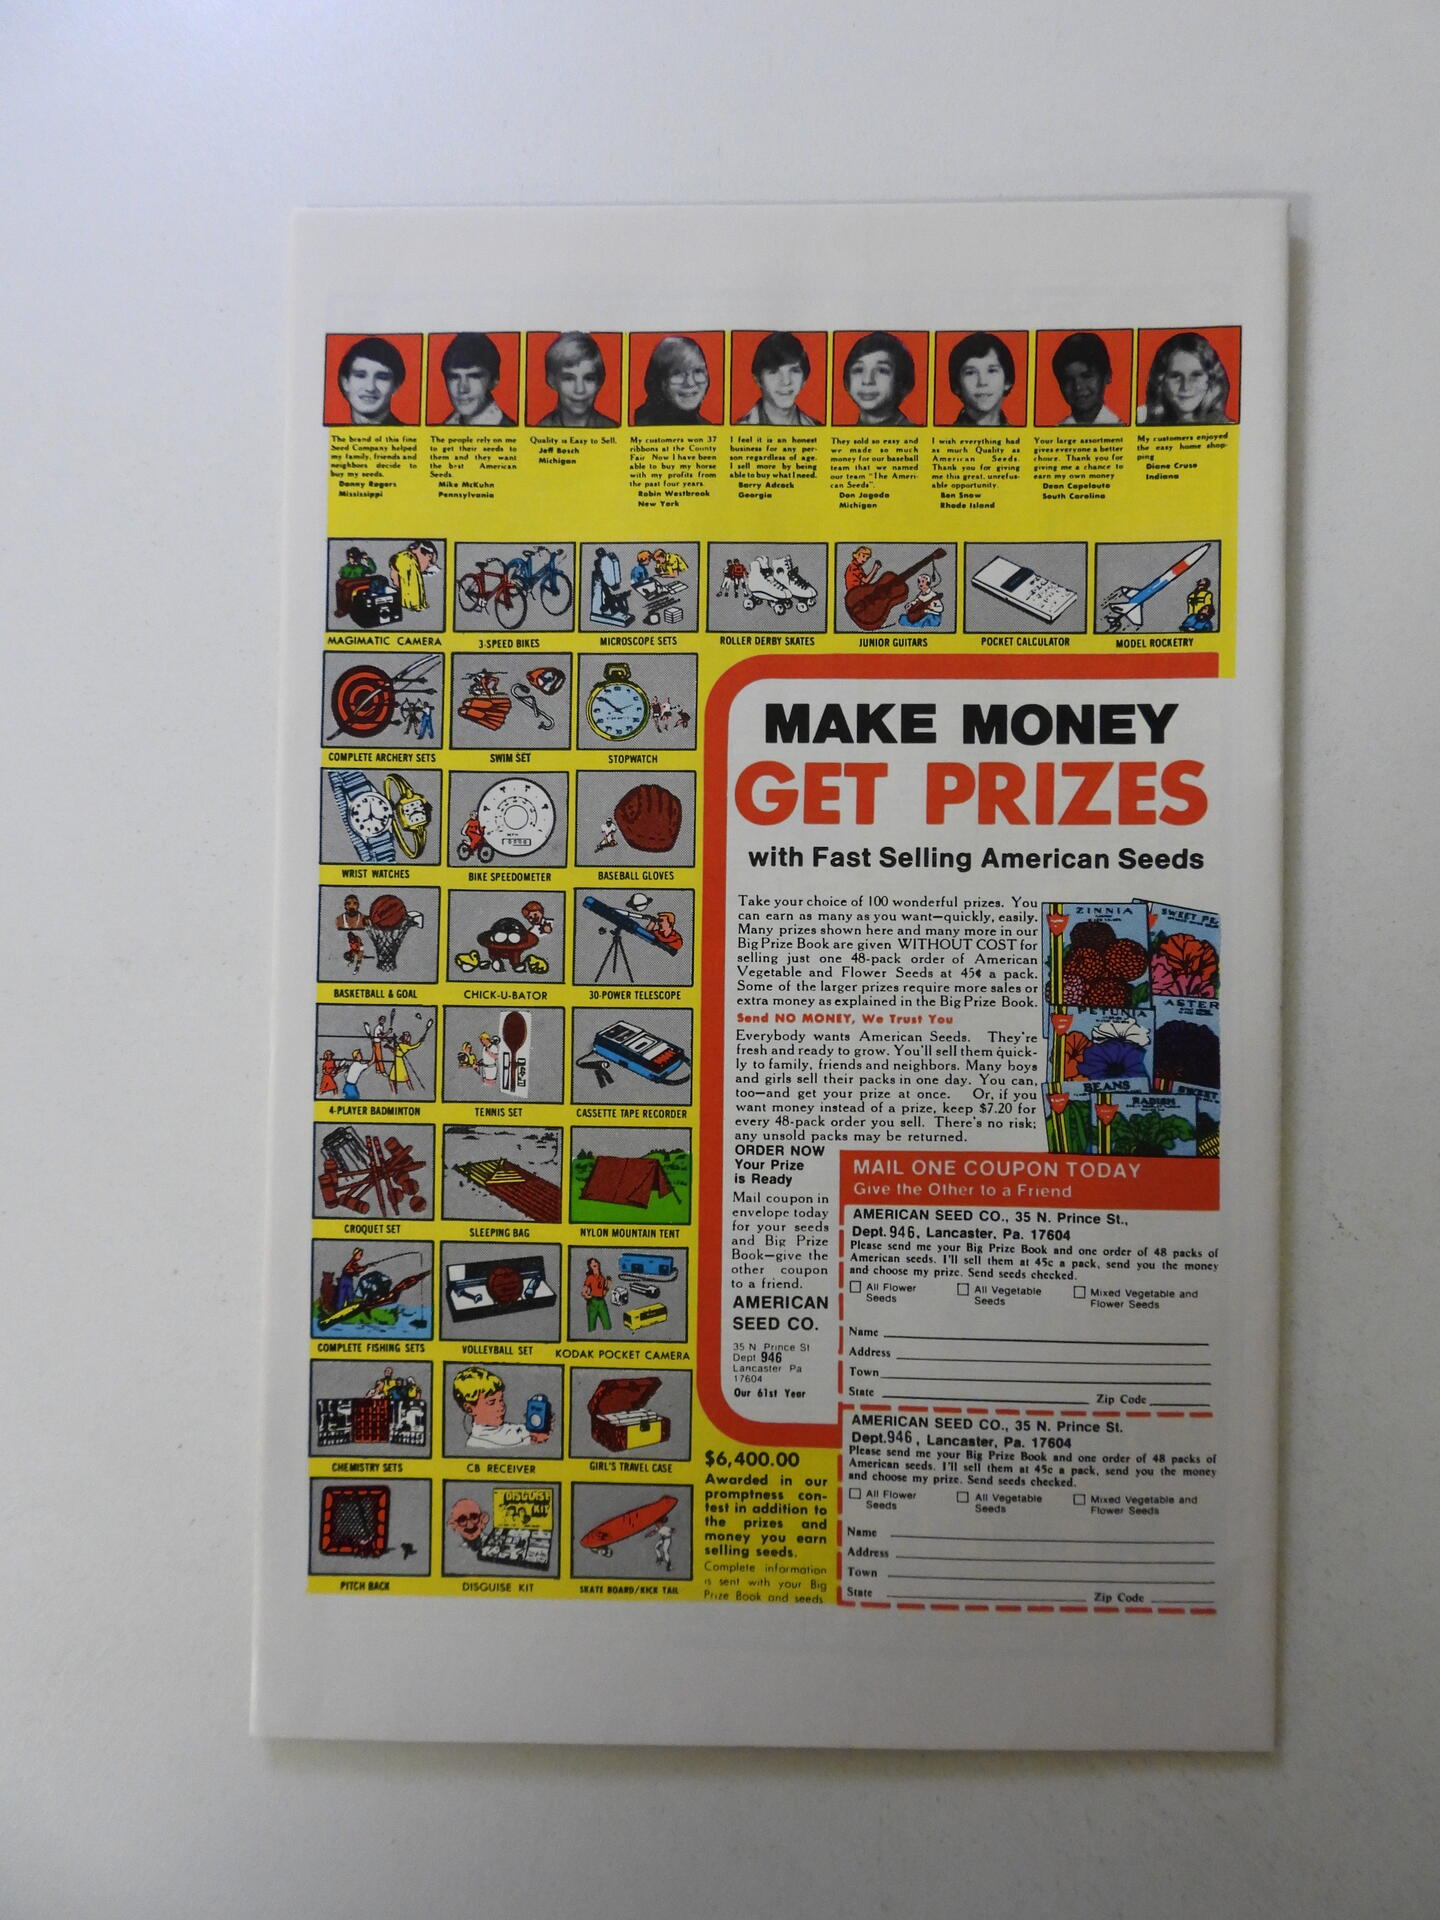 The brand of this fine
Seed Company helped
my family, friends and
neighbors decide to
buy my seeds.
Danny Rogers
Mississippi
The people rely on me
to get their seeds to
them and they want
the best American
Seeds.
Mike McKuhn
Pennsylvania
Quality is Easy to Sell.
Jeff Bosch
Michigan
My customers won 37
ribbons at the County
Fair. Now I have been
able to buy my horse
with my profits from
the past four years.
Robin Westbrook
New York
I feel it is an honest
business for any per-
son regardless of age.
I sell more by being
able to buy what I need.
Barry Adcock
Georgia
They sold so easy and
we made so much
money for our baseball
team that we named
our team "The Ameri-
can Seeds".
Don Jagoda
Michigan
I wish everything had
as much Quality as
American Seeds.
Thank you for giving
me this great, unrefus-
able opportunity.
Ben Snow
Rhode Island
Your large assortment
gives everyone a better
choice. Thank you for
giving me a chance to
earn my own money
Dean Capelouto
South Carolina
My customers enjoyed
the easy home shop-
ping
Diane Cruse
Indiana
MAGIMATIC CAMERA
3-SPEED BIKES
MICROSCOPE SETS
ROLLER DERBY SKATES
JUNIOR GUITARS
POCKET CALCULATOR
MODEL ROCKETRY
COMPLETE ARCHERY SETS
SWIM SET
STOPWATCH
WRIST WATCHES
BIKE SPEEDOMETER
BASEBALL GLOVES
BASKETBALL & GOAL
CHICK-U-BATOR
30-POWER TELESCOPE
4-PLAYER BADMINTON
TENNIS SET
CASSETTE TAPE RECORDER
CROQUET SET
SLEEPING BAG
NYLON MOUNTAIN TENT
COMPLETE FISHING SETS
VOLLEYBALL SET
KODAK POCKET CAMERA
CHEMISTRY SETS
CB RECEIVER
GIRL'S TRAVEL CASE
DISGUISE
KIT
PITCH BACK
DISGUISE KIT
SKATE BOARD/KICK TAIL
MAKE MONEY
GET PRIZES
with Fast Selling American Seeds
Take your choice of 100 wonderful prizes. You
can earn as many as you want—quickly, easily.
Many prizes shown here and many more in our
Big Prize Book are given WITHOUT COST for
selling just one 48-pack order of American
Vegetable and Flower Seeds at 45¢ a pack.
Some of the larger prizes require more sales or
extra money as explained in the Big Prize Book.
Send NO MONEY, We Trust You
Everybody wants American Seeds. They're
fresh and ready to grow. You'll sell them quick-
ly to family, friends and neighbors. Many boys
and girls sell their packs in one day. You can,
too—and get your prize at once. Or, if you
want money instead of a prize, keep $7.20 for
every 48-pack order you sell. There's no risk;
any unsold packs may be returned.
ZINNIA
SWEET PE
PETUNIA
ASTER
BEANS
RADISH
SWEET
ORDER NOW
Your Prize
is Ready
Mail coupon in
envelope today
for your seeds
and Big Prize
Book—give the
other coupon
to a friend.
AMERICAN
SEED CO.
35 N. Prince St
Dept 946
Lancaster Pa
17604
Our 61st Year
$6,400.00
Awarded in our
promptness con-
test in addition to
the prizes and
money you earn
selling seeds.
Complete information
is sent with your Big
Prize Book and seeds
MAIL ONE COUPON TODAY
Give the Other to a Friend
AMERICAN SEED CO., 35 N. Prince St.,
Dept. 946, Lancaster, Pa. 17604
Please send me your Big Prize Book and one order of 48 packs of
American seeds. I'll sell them at 45c a pack, send you the money
and choose my prize. Send seeds checked.
All Flower
Seeds
All Vegetable
Seeds
Mixed Vegetable and
Flower Seeds
Name
Address
Town
State Zip Code
AMERICAN SEED CO., 35 N. Prince St.
Dept. 946, Lancaster, Pa. 17604
Please send me your Big Prize Book and one order of 48 packs of
American seeds. I'll sell them at 45c a pack, send you the money
and choose my prize. Send seeds checked.
All Flower
Seeds
All Vegetable
Seeds
Mixed Vegetable and
Flower Seeds
Name
Address
Town
State Zip Code